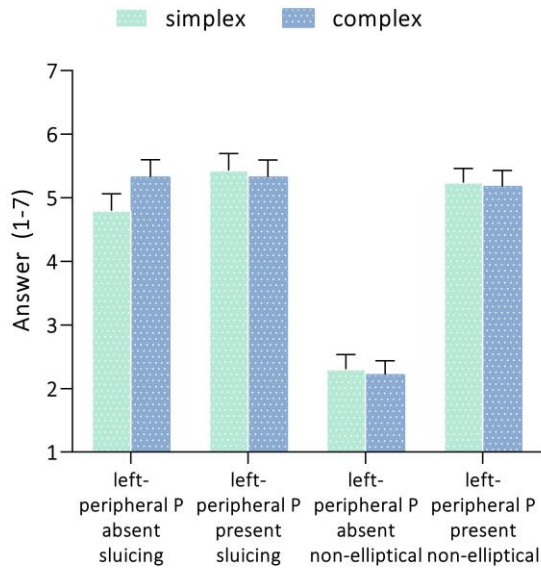 simplex complex
Answer (1-7)
7
6
5
4
3
2
1
left-
peripheral P
absent
sluicing
left-
peripheral P
present
sluicing
left-
peripheral P
absent
non-elliptical
left-
peripheral P
present
non-elliptical